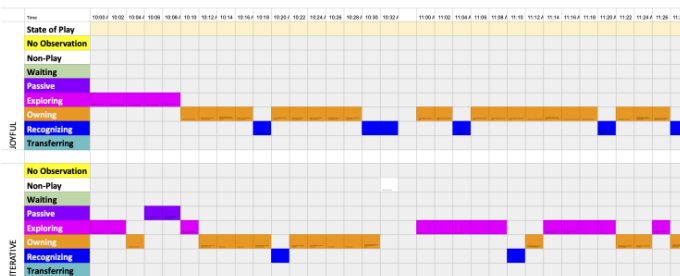 Time 10:00 / 10:02 10:04 / 10:06 10:08 / 10:10 10:12 / 10:14 10:16 / 10:18 10:20 / 10:22 10:24 / 10:26 10:28 / 10:30 10:32 / 11:00 / 11:02 11:04 / 11:06 11:08 / 11:10 11:12 / 11:14 11:16 / 11:18 11:20 / 11:22 11:24 / 11:26
State of Play
No Observation
Non-Play
Waiting
Passive
Exploring
Owning
Recognizing
Transferring
JOYFUL
No Observation
Non-Play
Waiting
Passive
Exploring
Owning
Recognizing
Transferring
ITERATIVE